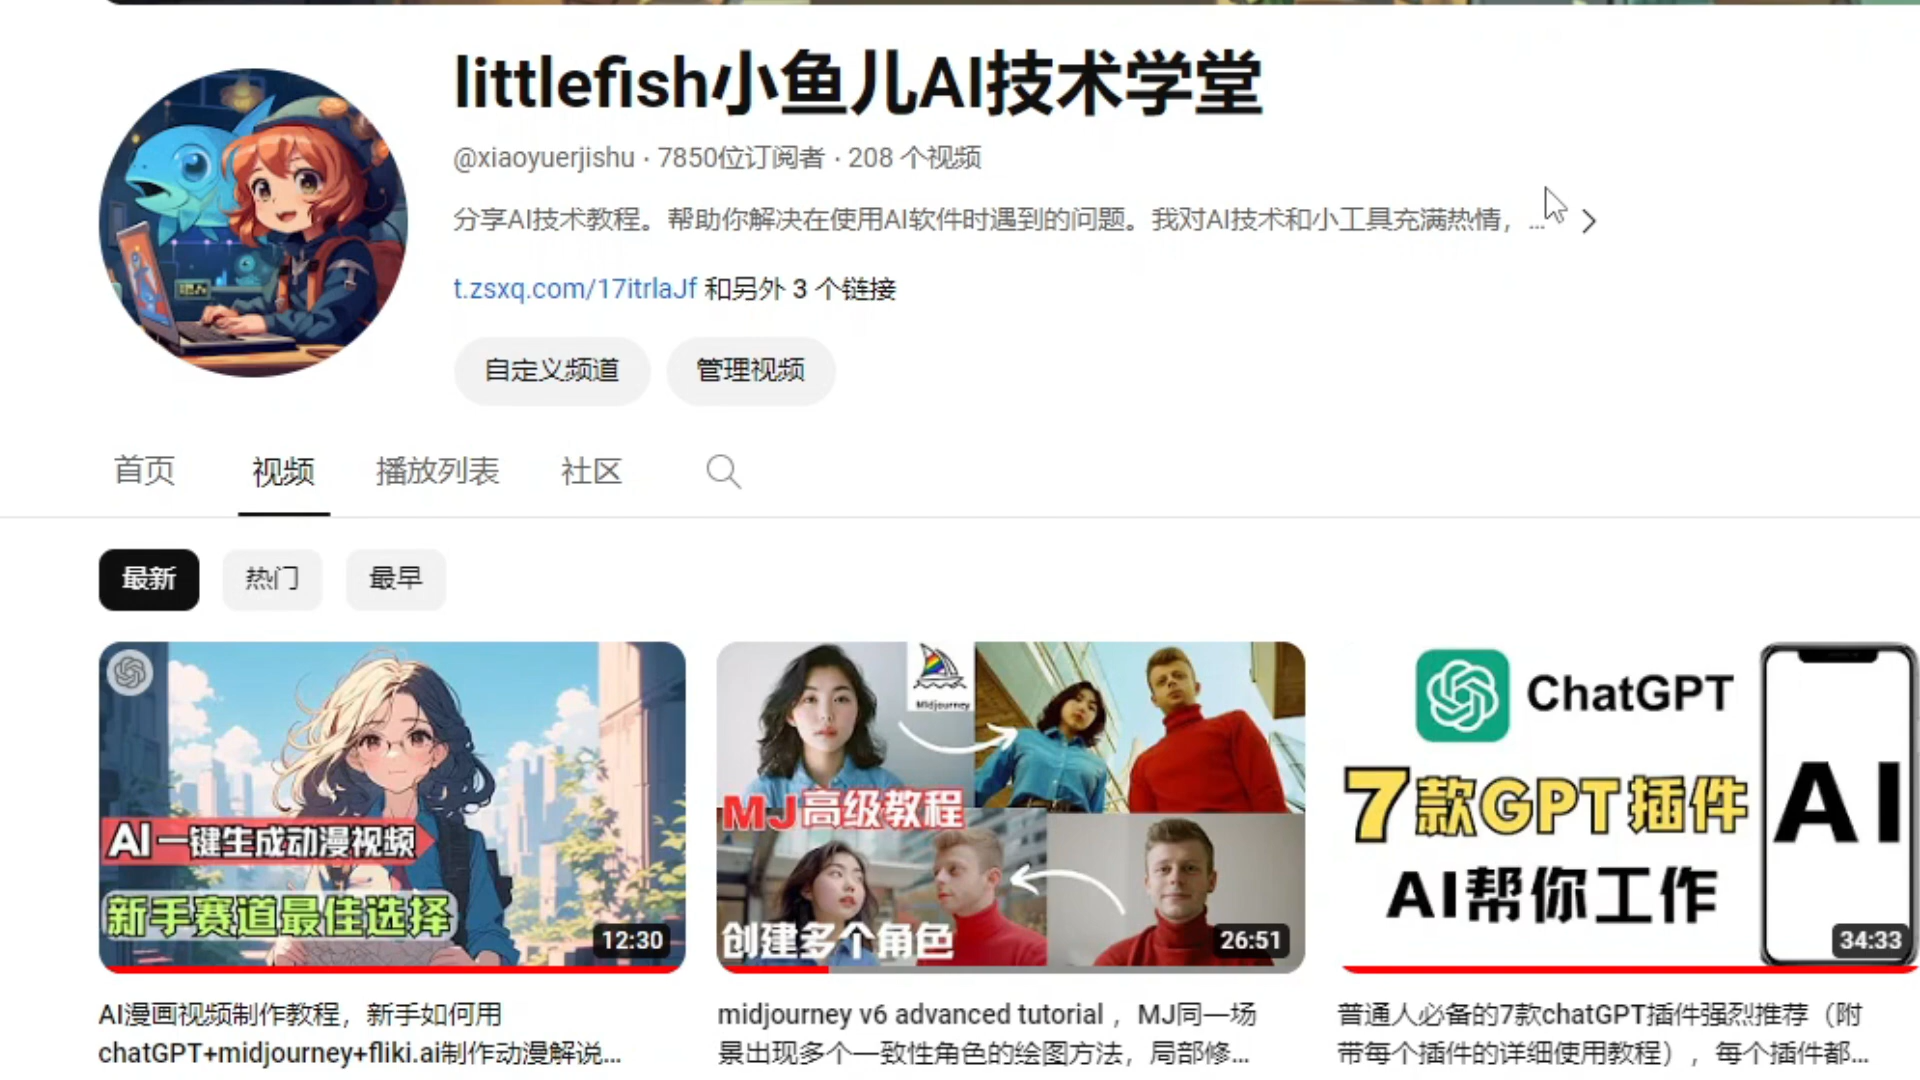 littlefish小鱼儿AI技术学堂
@xiaoyuerjishu · 7850位订阅者 · 208 个视频
分享AI技术教程。帮助你解决在使用AI软件时遇到的问题。我对AI技术和小工具充满热情，...
t.zsxq.com/17itrlaJf 和另外 3 个链接
自定义频道 管理视频
首页 视频 播放列表 社区
最新 热门 最早
AI一键生成动漫视频
新手赛道最佳选择
12:30
Midjourney
MJ高级教程
创建多个角色
26:51
ChatGPT
7款GPT插件
AI帮你工作
AI
34:33
AI漫画视频制作教程，新手如何用
chatGPT+midjourney+fliki.ai制作动漫解说...
midjourney v6 advanced tutorial ，MJ同一场
景出现多个一致性角色的绘图方法，局部修...
普通人必备的7款chatGPT插件强烈推荐（附
带每个插件的详细使用教程），每个插件都...